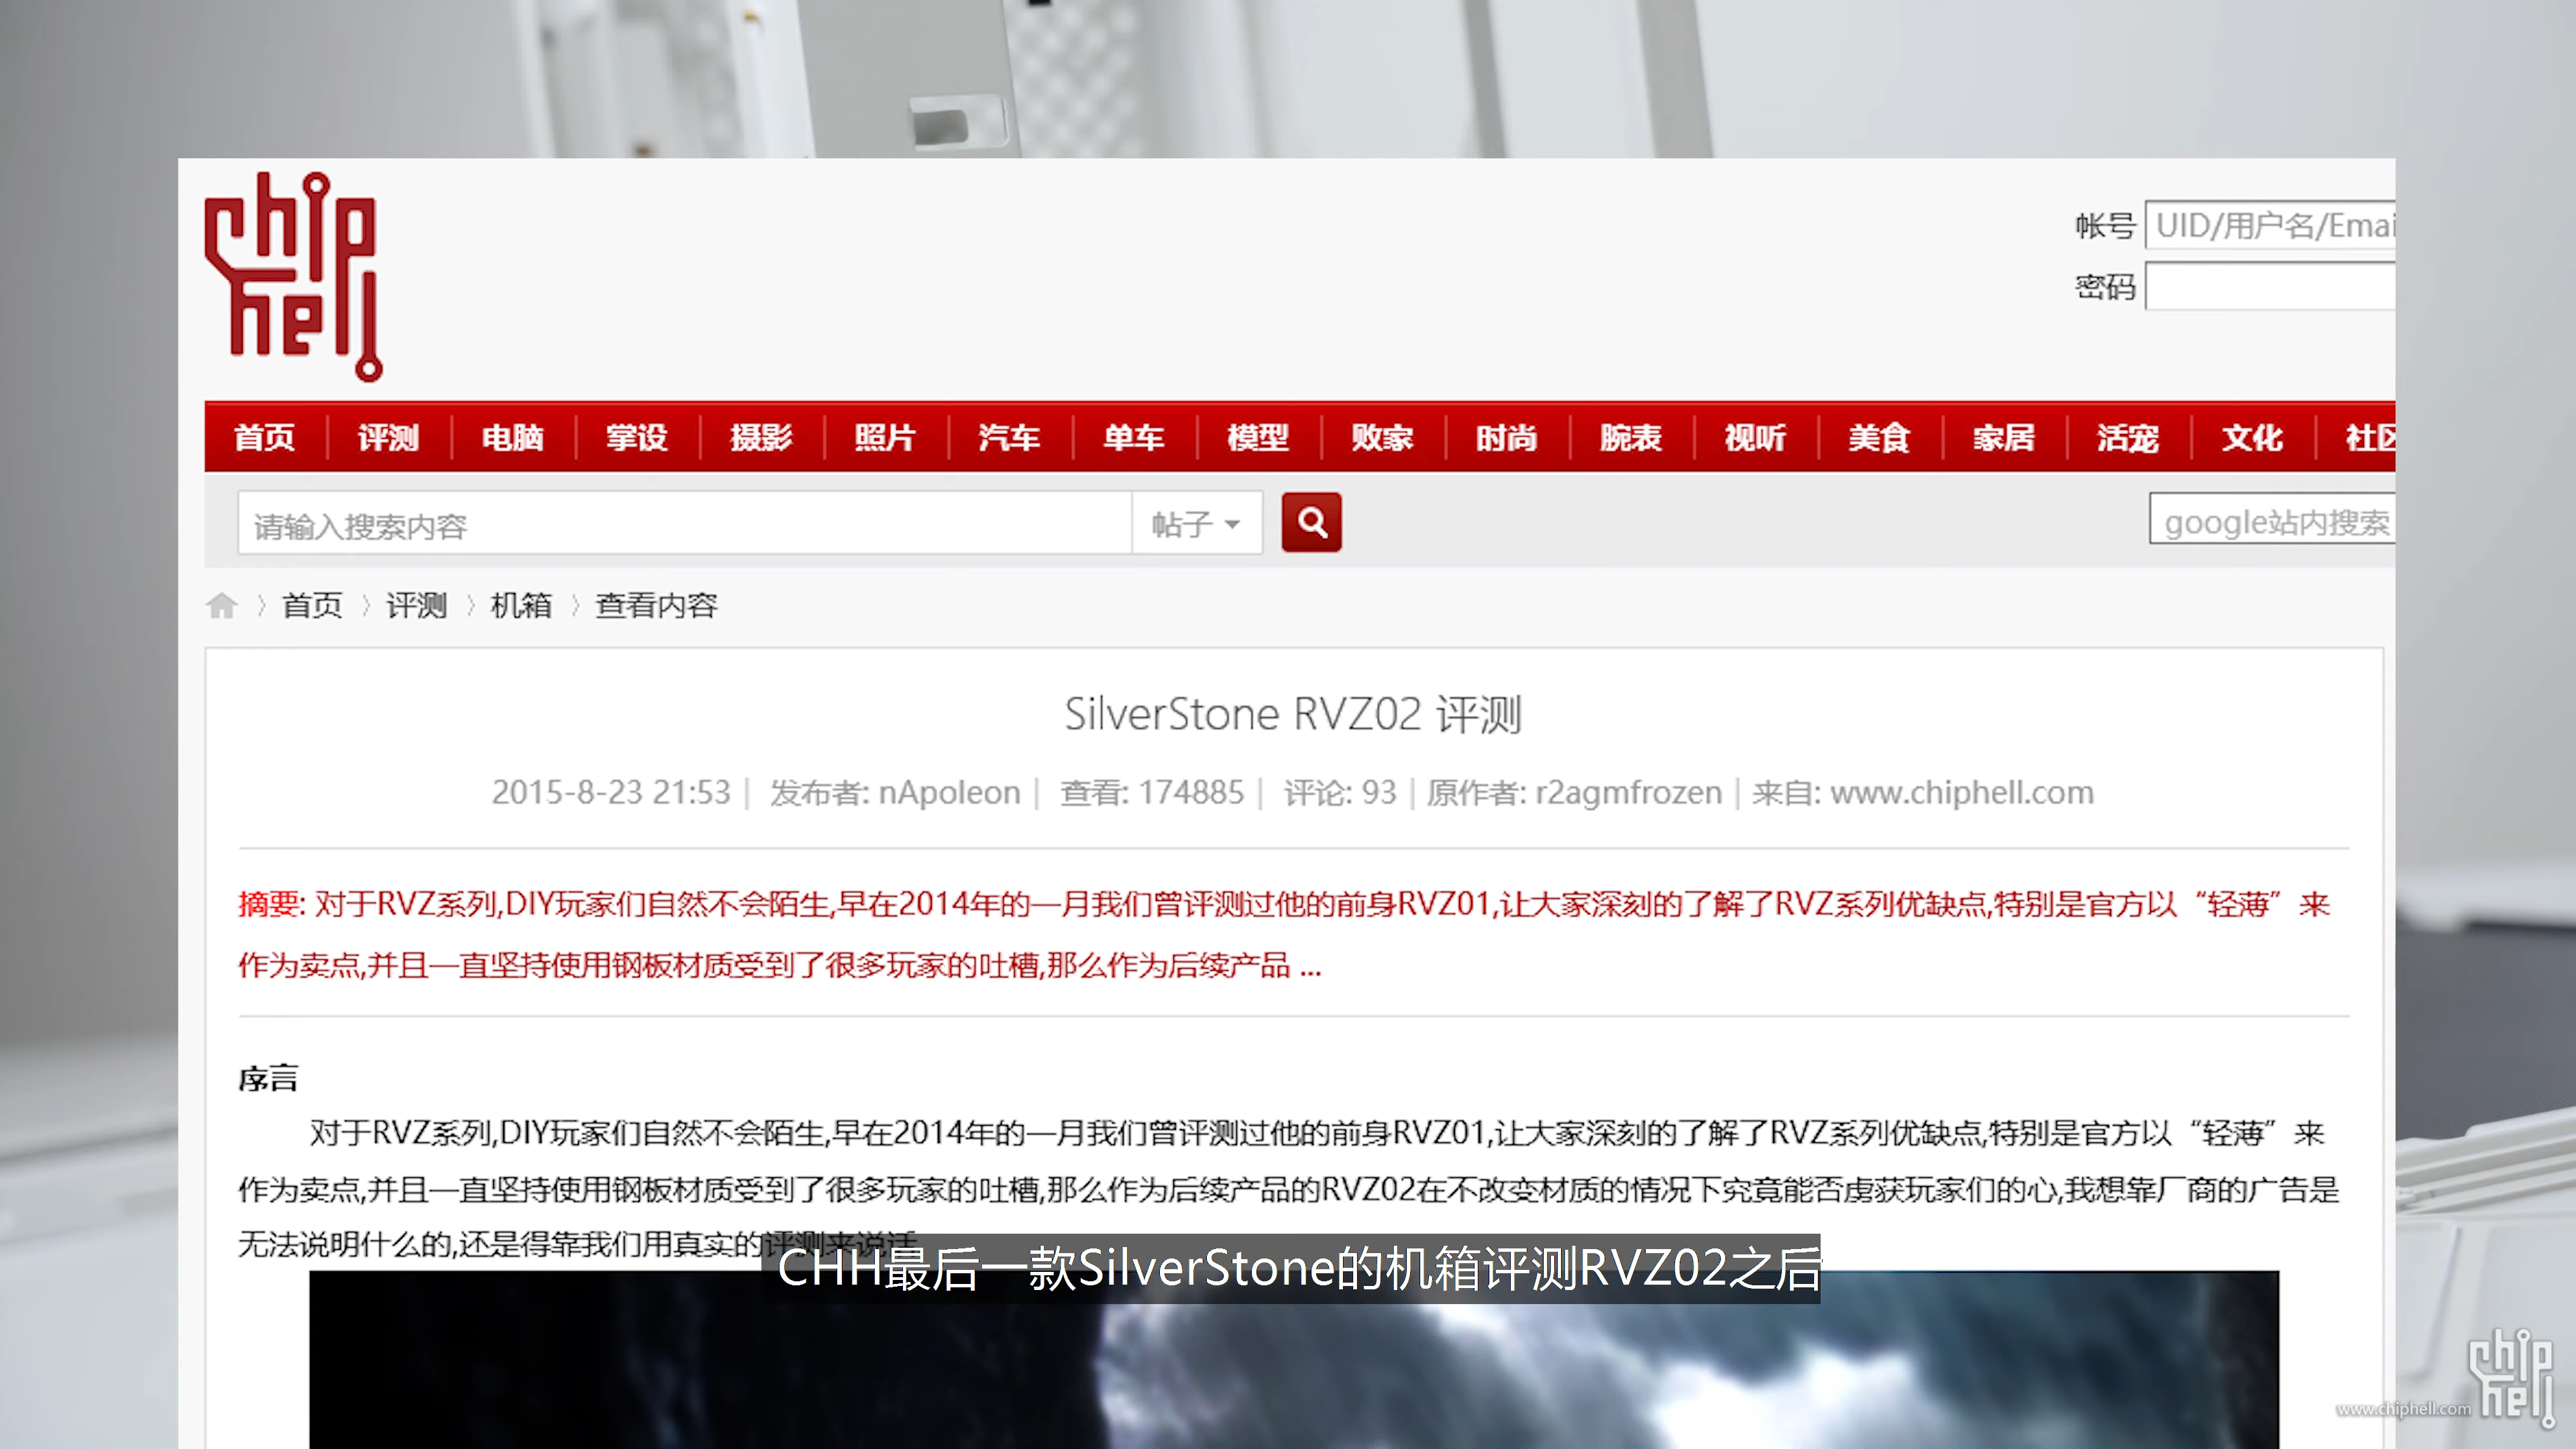 chip
hell
帐号 UID/用户名/Emai
密码
首页 评测 电脑 掌设 摄影 照片 汽车 单车 模型 败家 时尚 腕表 视听 美食 家居 活宠 文化 社区
请输入搜索内容 帖子 google站内搜索
首页 〉 评测 〉 机箱 〉 查看内容
SilverStone RVZ02 评测
2015-8-23 21:53 | 发布者: nApoleon | 查看: 174885 | 评论: 93 | 原作者: r2agmfrozen | 来自: www.chiphell.com
摘要: 对于RVZ系列,DIY玩家们自然不会陌生,早在2014年的一月我们曾评测过他的前身RVZ01,让大家深刻的了解了RVZ系列优缺点,特别是官方以“轻薄”来
作为卖点,并且一直坚持使用钢板材质受到了很多玩家的吐槽,那么作为后续产品 ...
序言
对于RVZ系列,DIY玩家们自然不会陌生,早在2014年的一月我们曾评测过他的前身RVZ01,让大家深刻的了解了RVZ系列优缺点,特别是官方以“轻薄”来
作为卖点,并且一直坚持使用钢板材质受到了很多玩家的吐槽,那么作为后续产品的RVZ02在不改变材质的情况下究竟能否虏获玩家们的心,我想靠厂商的广告是
无法说明什么的,还是得靠我们用真实的评测来说话
CHH最后一款SilverStone的机箱评测RVZ02之后
www.chiphell.com
chip
hell